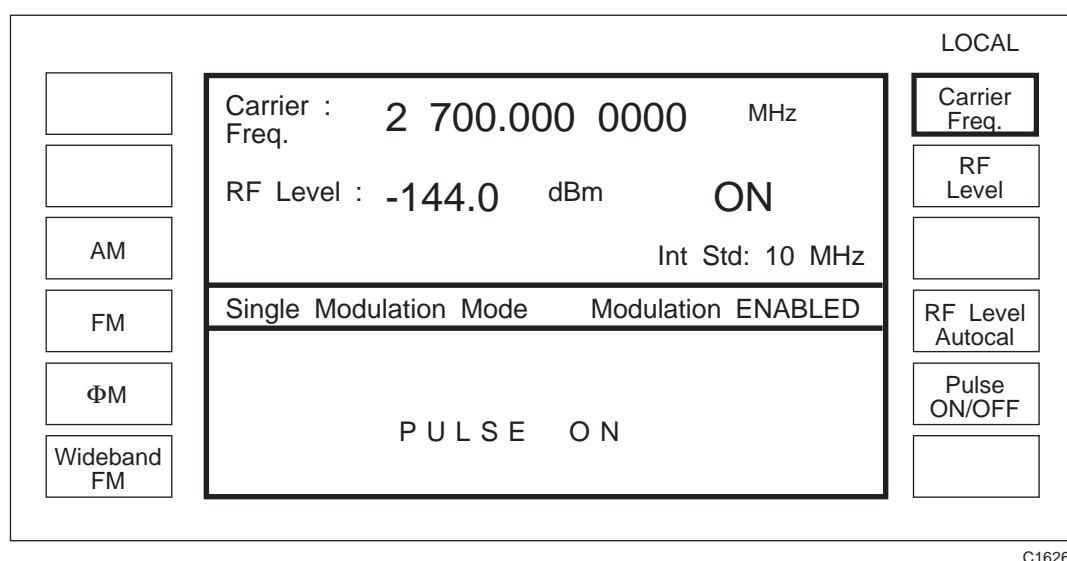 LOCAL
Carrier :
Freq.
2 700.000 0000 MHz
RF Level : -144.0 dBm ON
Int Std: 10 MHz
Single Modulation Mode Modulation ENABLED
PULSE ON
AM
FM
ΦM
Wideband
FM
Carrier
Freq.
RF
Level
RF Level
Autocal
Pulse
ON/OFF
C1626